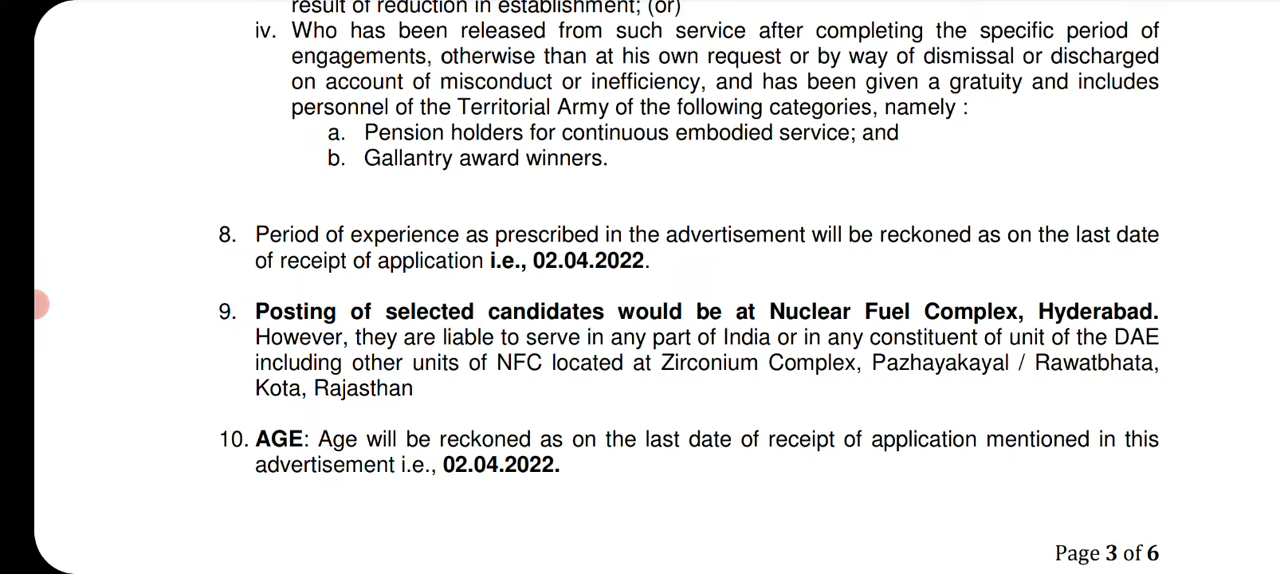 result of reduction in establishment; (or)
iv. Who has been released from such service after completing the specific period of
engagements, otherwise than at his own request or by way of dismissal or discharged
on account of misconduct or inefficiency, and has been given a gratuity and includes
personnel of the Territorial Army of the following categories, namely :
a. Pension holders for continuous embodied service; and
b. Gallantry award winners.
8. Period of experience as prescribed in the advertisement will be reckoned as on the last date
of receipt of application i.e., 02.04.2022.
9. Posting of selected candidates would be at Nuclear Fuel Complex, Hyderabad.
However, they are liable to serve in any part of India or in any constituent of unit of the DAE
including other units of NFC located at Zirconium Complex, Pazhayakayal / Rawatbhata,
Kota, Rajasthan
10. AGE: Age will be reckoned as on the last date of receipt of application mentioned in this
advertisement i.e., 02.04.2022.
Page 3 of 6